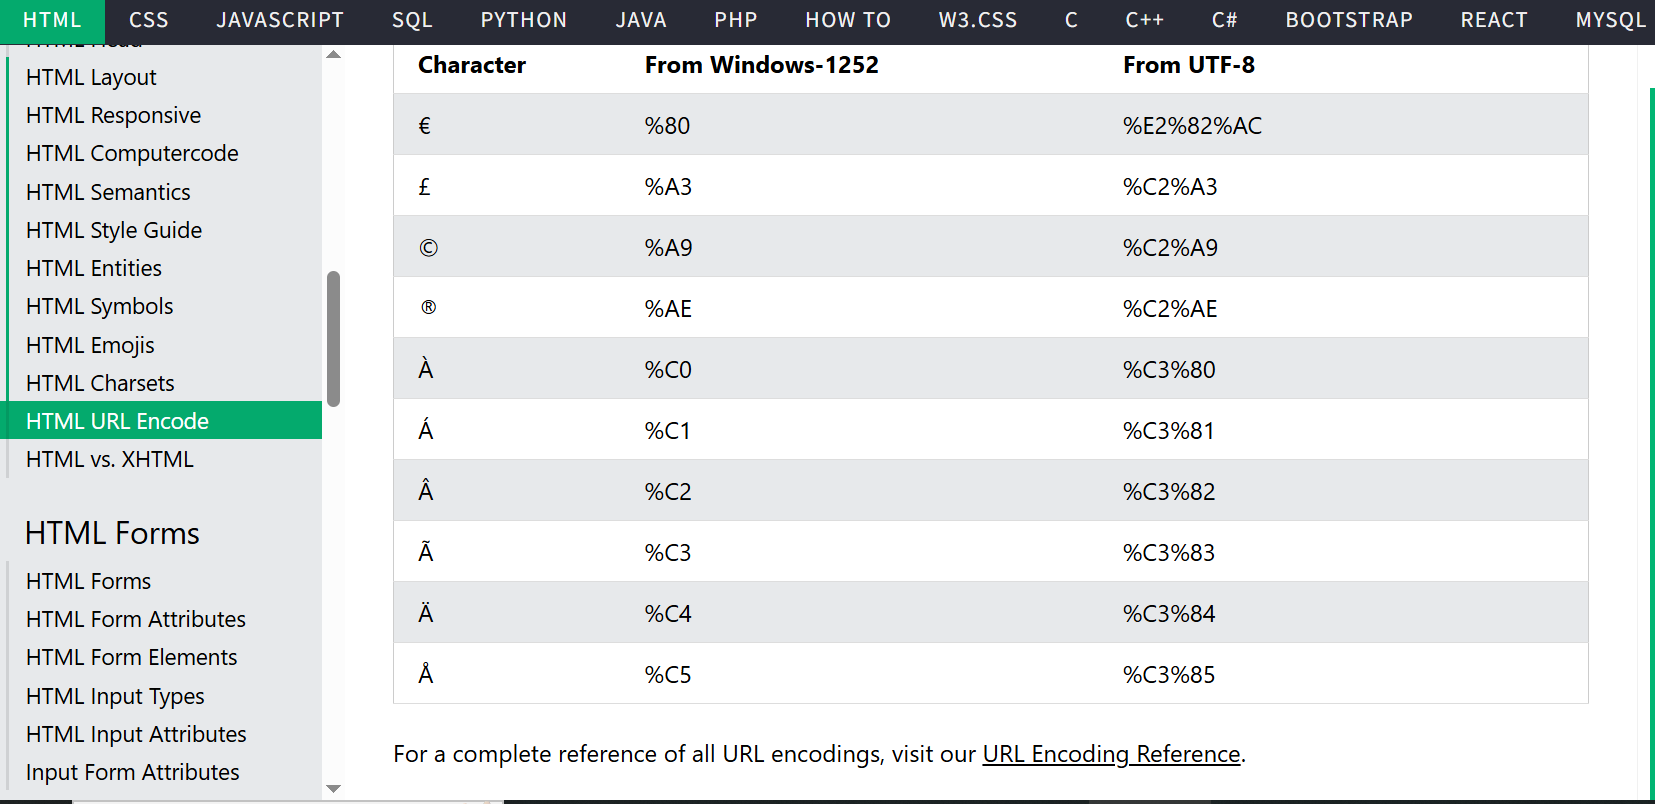 HTML CSS JAVASCRIPT SQL PYTHON JAVA PHP HOW TO W3.CSS C C++ C# BOOTSTRAP REACT MYSQL
HTML Head
HTML Layout
HTML Responsive
HTML Computercode
HTML Semantics
HTML Style Guide
HTML Entities
HTML Symbols
HTML Emojis
HTML Charsets
HTML URL Encode
HTML vs. XHTML
HTML Forms
HTML Forms
HTML Form Attributes
HTML Form Elements
HTML Input Types
HTML Input Attributes
Input Form Attributes
Character From Windows-1252 From UTF-8
€ %80 %E2%82%AC
£ %A3 %C2%A3
© %A9 %C2%A9
® %AE %C2%AE
À %C0 %C3%80
Á %C1 %C3%81
Â %C2 %C3%82
Ã %C3 %C3%83
Ä %C4 %C3%84
Å %C5 %C3%85
For a complete reference of all URL encodings, visit our URL Encoding Reference.